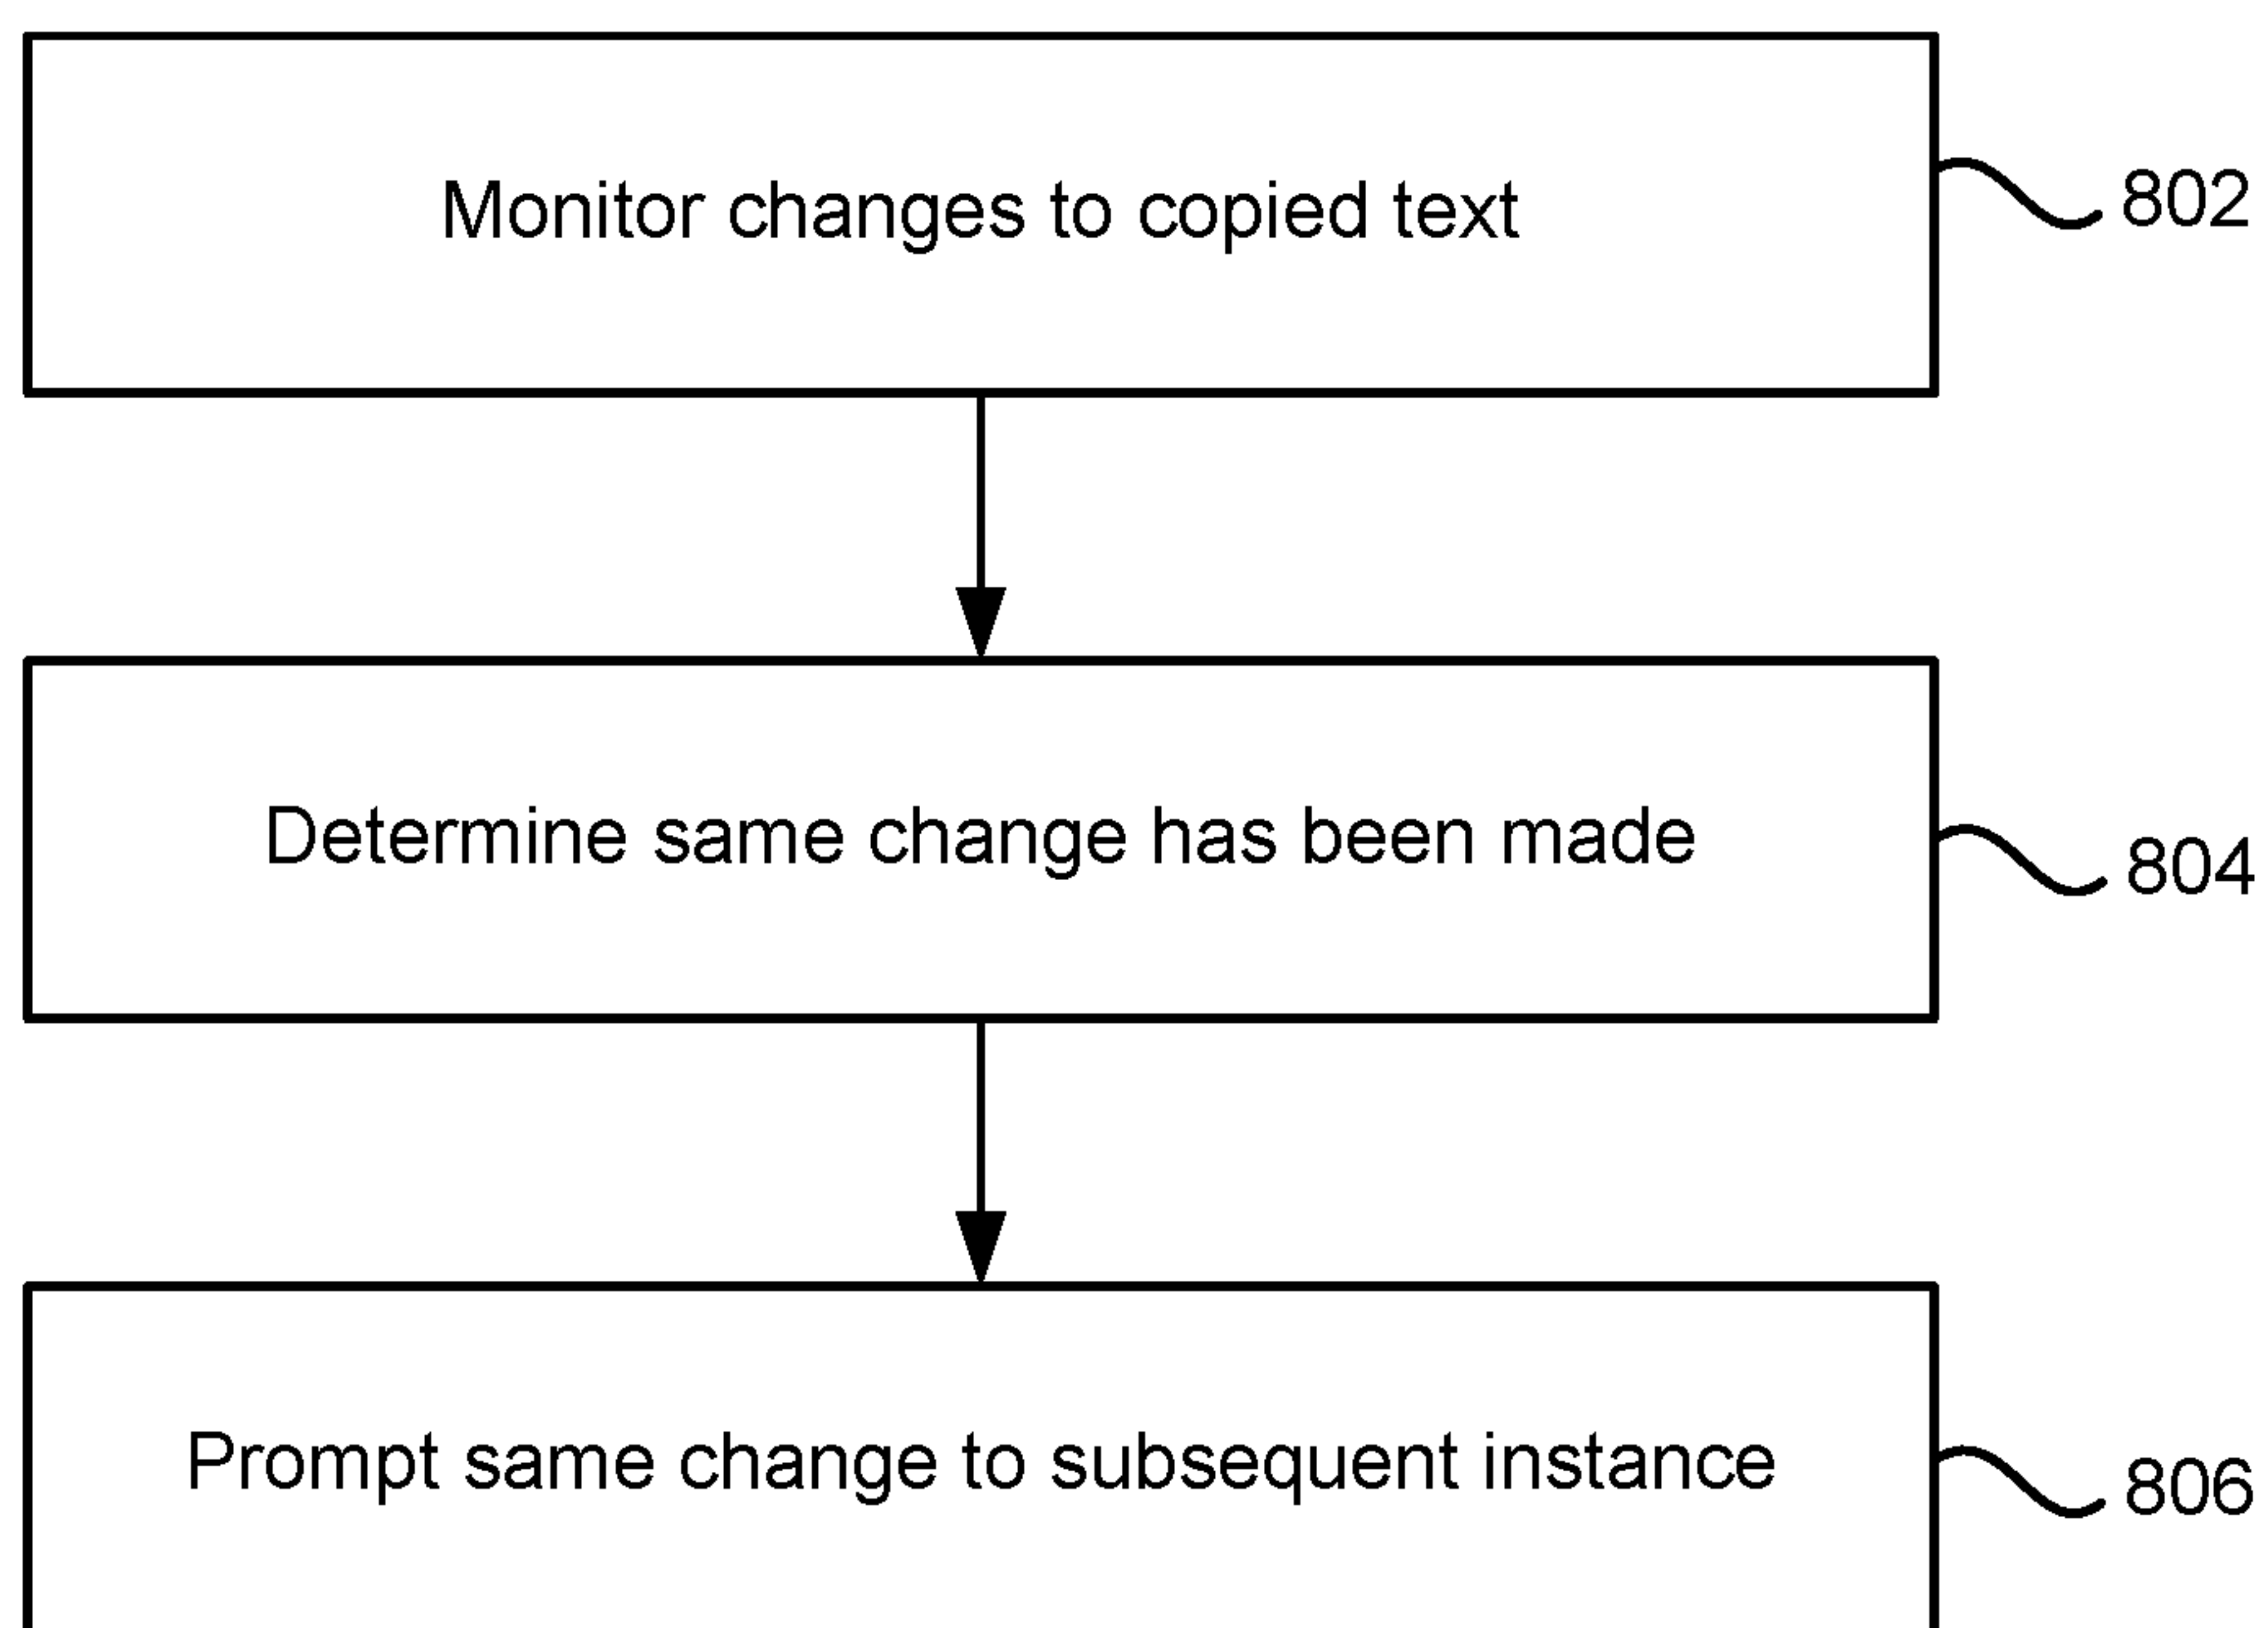 Monitor changes to copied text
802
Determine same change has been made
804
Prompt same change to subsequent instance
806